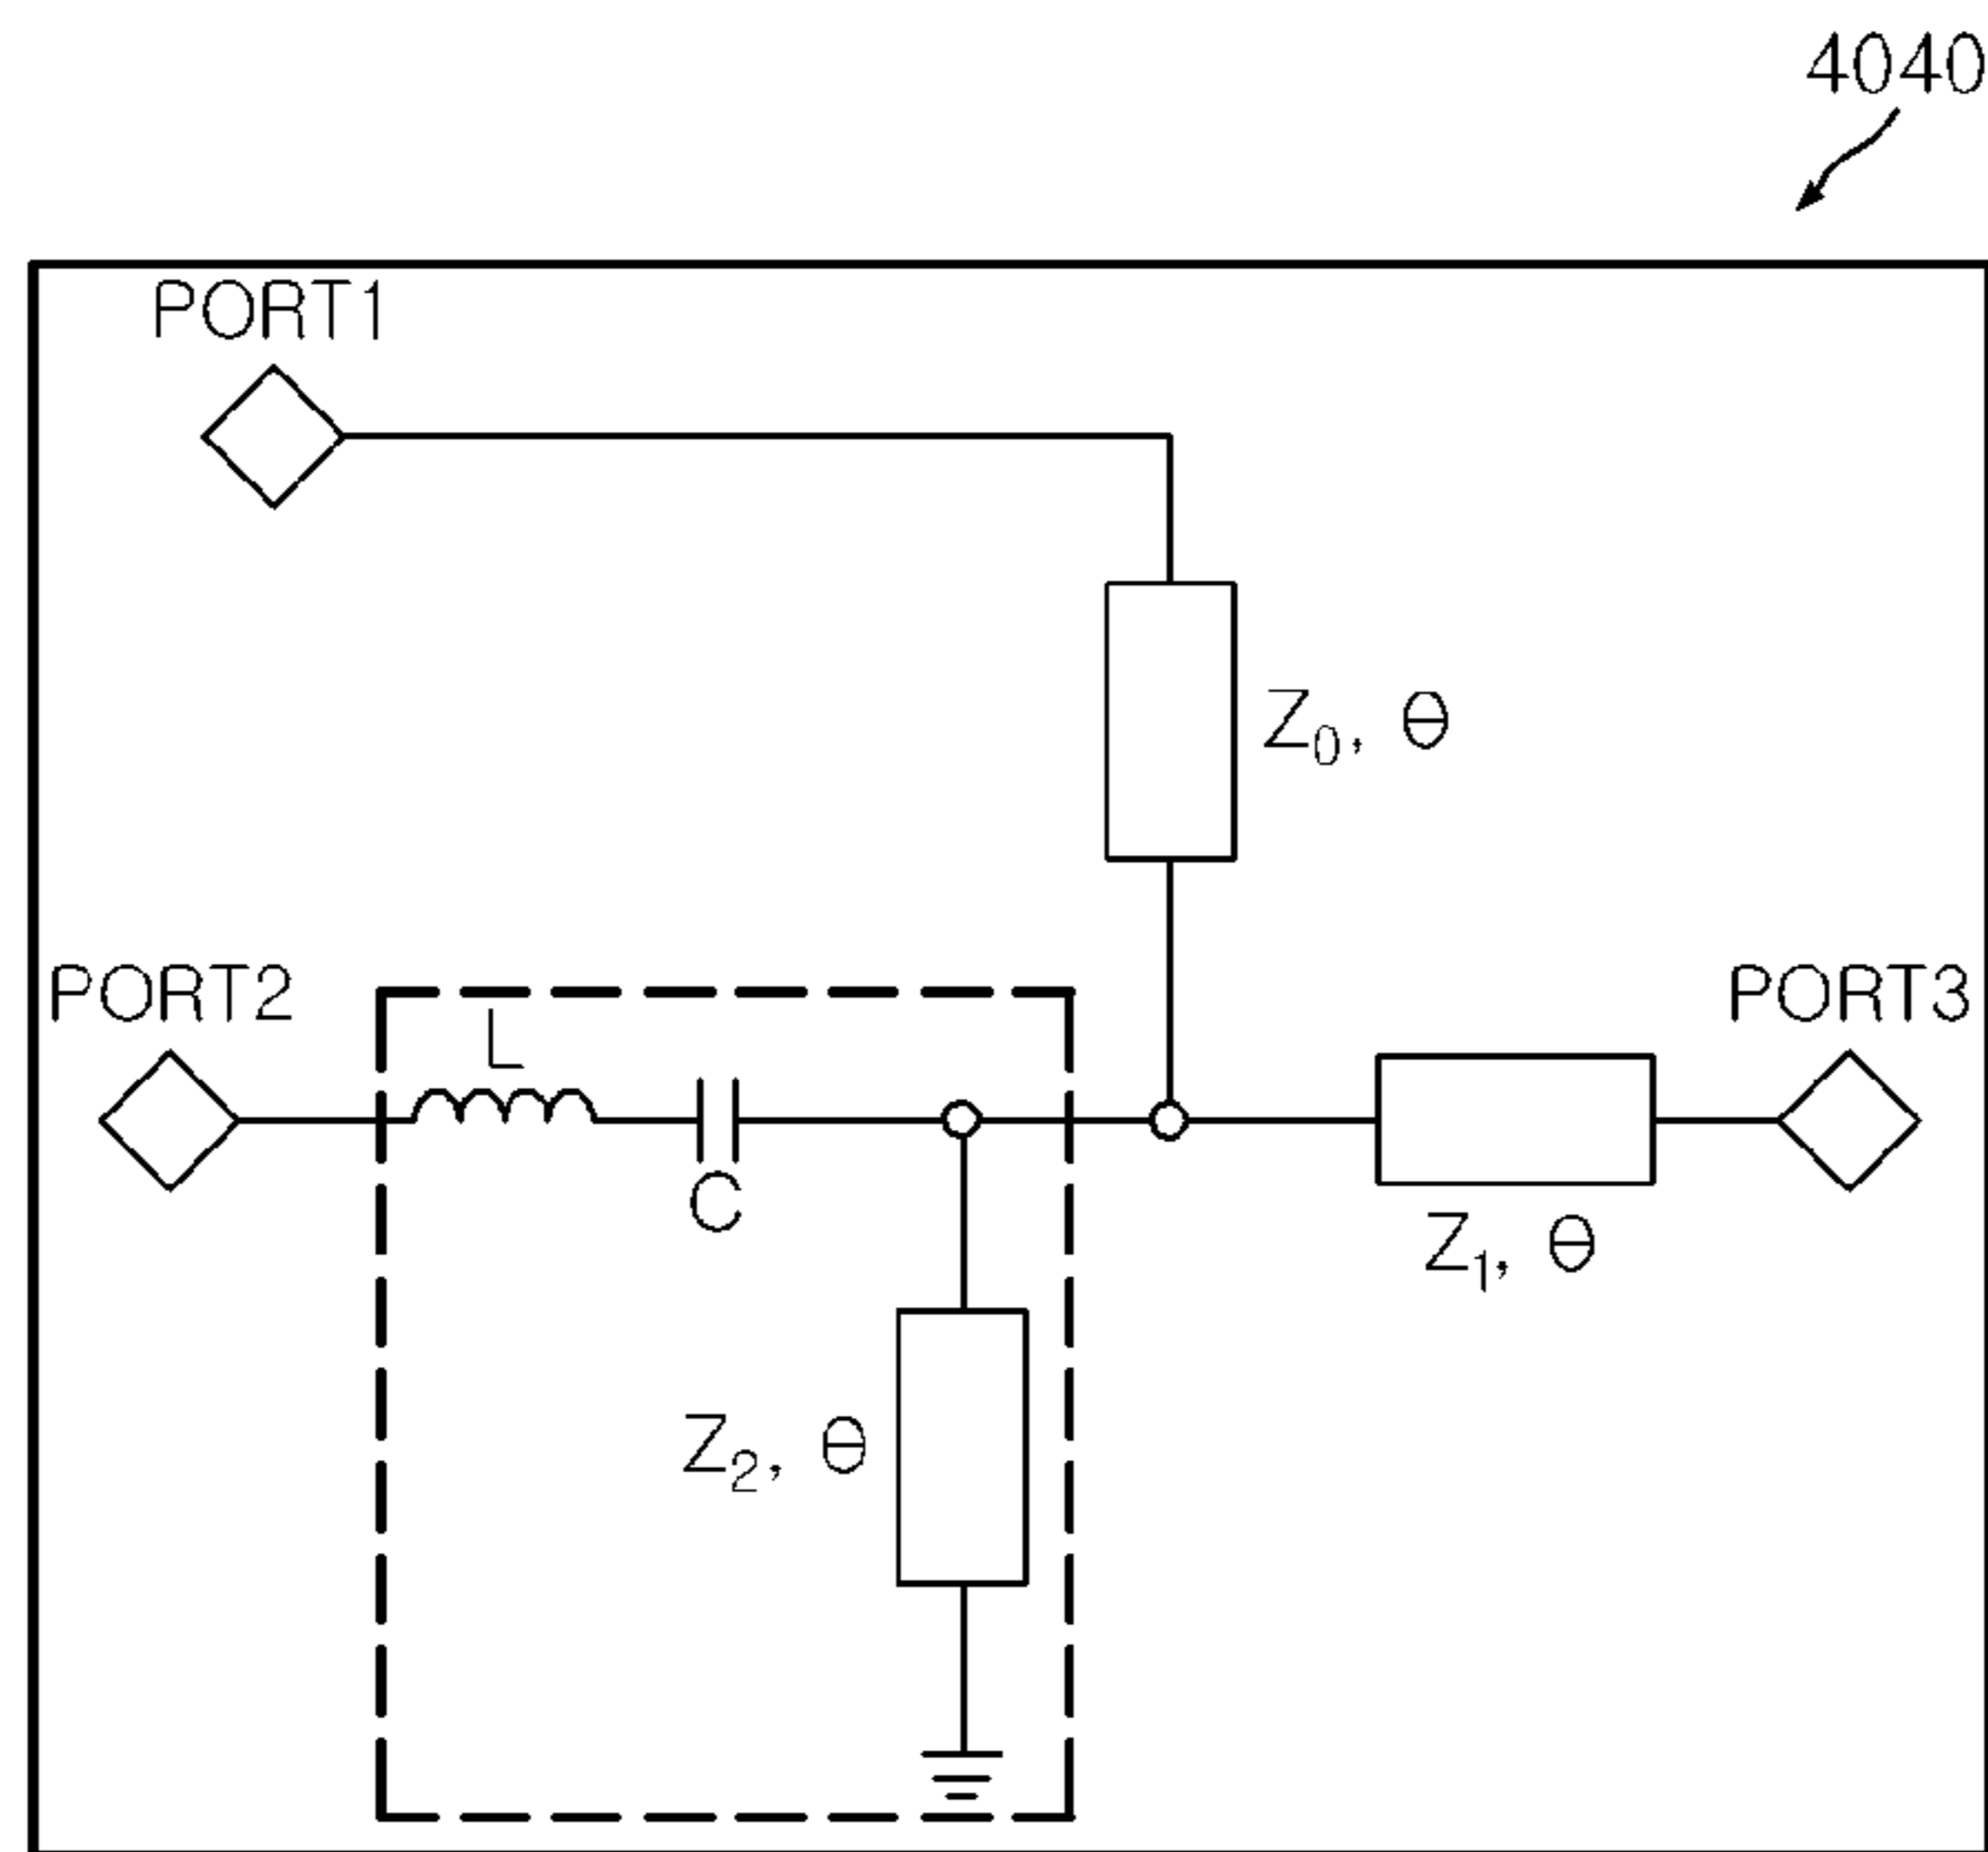 4040
PORT1
Z₀, θ
PORT2
L
PORT3
C
Z₁, θ
Z₂, θ